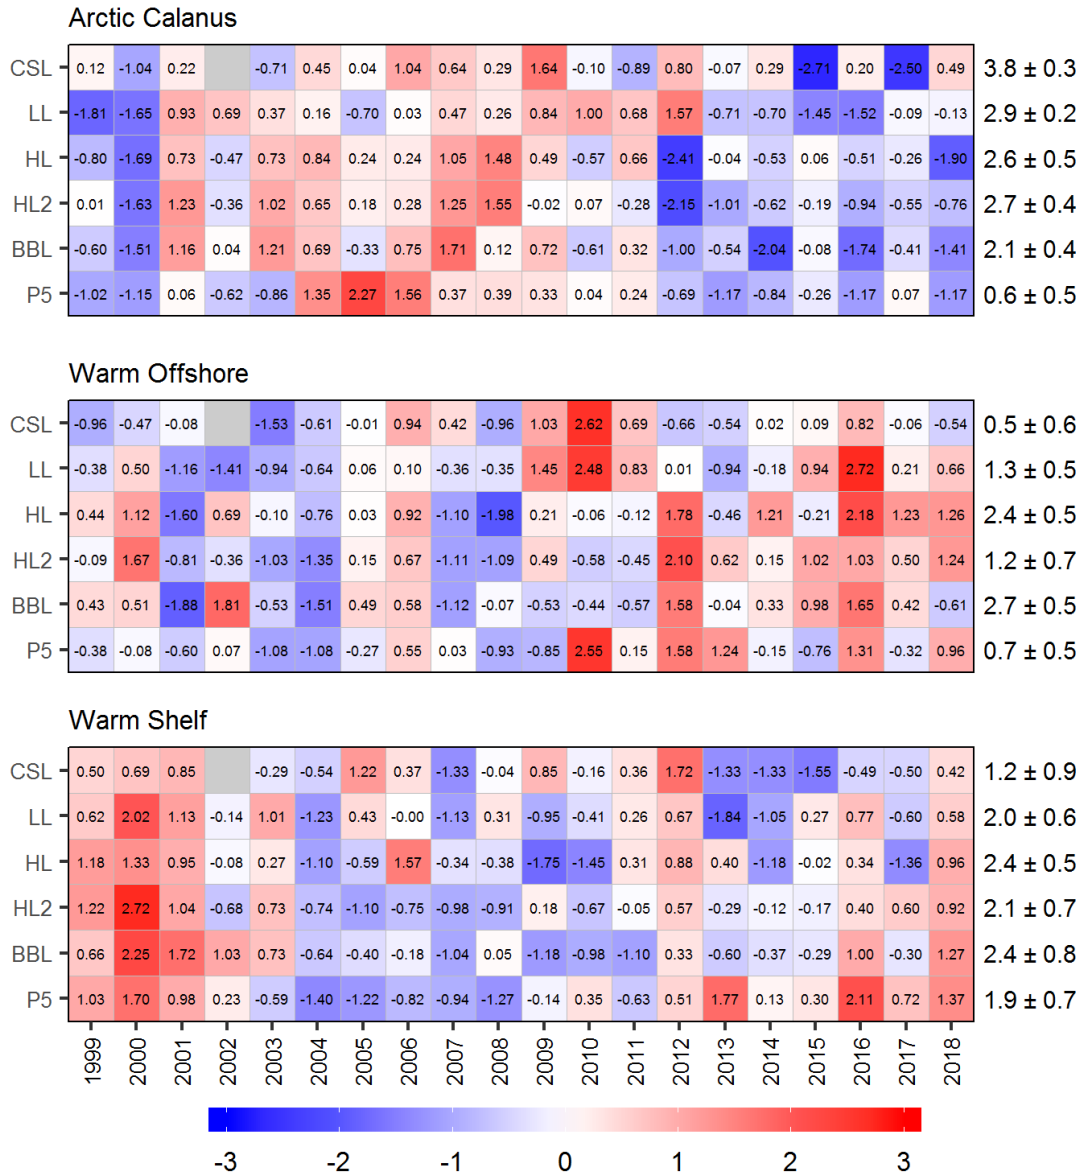 Arctic Calanus
CSL 0.12 -1.04 0.22 -0.71 0.45 0.04 1.04 0.64 0.29 1.64 -0.10 -0.89 0.80 -0.07 0.29 -2.71 0.20 -2.50 0.49 3.8 ± 0.3
LL -1.81 -1.65 0.93 0.69 0.37 0.16 -0.70 0.03 0.47 0.26 0.84 1.00 0.68 1.57 -0.71 -0.70 -1.45 -1.52 -0.09 -0.13 2.9 ± 0.2
HL -0.80 -1.69 0.73 -0.47 0.73 0.84 0.24 0.24 1.05 1.48 0.49 -0.57 0.66 -2.41 -0.04 -0.53 0.06 -0.51 -0.26 -1.90 2.6 ± 0.5
HL2 0.01 -1.63 1.23 -0.36 1.02 0.65 0.18 0.28 1.25 1.55 -0.02 0.07 -0.28 -2.15 -1.01 -0.62 -0.19 -0.94 -0.55 -0.76 2.7 ± 0.4
BBL -0.60 -1.51 1.16 0.04 1.21 0.69 -0.33 0.75 1.71 0.12 0.72 -0.61 0.32 -1.00 -0.54 -2.04 -0.08 -1.74 -0.41 -1.41 2.1 ± 0.4
P5 -1.02 -1.15 0.06 -0.62 -0.86 1.35 2.27 1.56 0.37 0.39 0.33 0.04 0.24 -0.69 -1.17 -0.84 -0.26 -1.17 0.07 -1.17 0.6 ± 0.5
Warm Offshore
CSL -0.96 -0.47 -0.08 -1.53 -0.61 -0.01 0.94 0.42 -0.96 1.03 2.62 0.69 -0.66 -0.54 0.02 0.09 0.82 -0.06 -0.54 0.5 ± 0.6
LL -0.38 0.50 -1.16 -1.41 -0.94 -0.64 0.06 0.10 -0.36 -0.35 1.45 2.48 0.83 0.01 -0.94 -0.18 0.94 2.72 0.21 0.66 1.3 ± 0.5
HL 0.44 1.12 -1.60 0.69 -0.10 -0.76 0.03 0.92 -1.10 -1.98 0.21 -0.06 -0.12 1.78 -0.46 1.21 -0.21 2.18 1.23 1.26 2.4 ± 0.5
HL2 -0.09 1.67 -0.81 -0.36 -1.03 -1.35 0.15 0.67 -1.11 -1.09 0.49 -0.58 -0.45 2.10 0.62 0.15 1.02 1.03 0.50 1.24 1.2 ± 0.7
BBL 0.43 0.51 -1.88 1.81 -0.53 -1.51 0.49 0.58 -1.12 -0.07 -0.53 -0.44 -0.57 1.58 -0.04 0.33 0.98 1.65 0.42 -0.61 2.7 ± 0.5
P5 -0.38 -0.08 -0.60 0.07 -1.08 -1.08 -0.27 0.55 0.03 -0.93 -0.85 2.55 0.15 1.58 1.24 -0.15 -0.76 1.31 -0.32 0.96 0.7 ± 0.5
Warm Shelf
CSL 0.50 0.69 0.85 -0.29 -0.54 1.22 0.37 -1.33 -0.04 0.85 -0.16 0.36 1.72 -1.33 -1.33 -1.55 -0.49 -0.50 0.42 1.2 ± 0.9
LL 0.62 2.02 1.13 -0.14 1.01 -1.23 0.43 -0.00 -1.13 0.31 -0.95 -0.41 0.26 0.67 -1.84 -1.05 0.27 0.77 -0.60 0.58 2.0 ± 0.6
HL 1.18 1.33 0.95 -0.08 0.27 -1.10 -0.59 1.57 -0.34 -0.38 -1.75 -1.45 0.31 0.88 0.40 -1.18 -0.02 0.34 -1.36 0.96 2.4 ± 0.5
HL2 1.22 2.72 1.04 -0.68 0.73 -0.74 -1.10 -0.75 -0.98 -0.91 0.18 -0.67 -0.05 0.57 -0.29 -0.12 -0.17 0.40 0.60 0.92 2.1 ± 0.7
BBL 0.66 2.25 1.72 1.03 0.73 -0.64 -0.40 -0.18 -1.04 0.05 -1.18 -0.98 -1.10 0.33 -0.60 -0.37 -0.29 1.00 -0.30 1.27 2.4 ± 0.8
P5 1.03 1.70 0.98 0.23 -0.59 -1.40 -1.22 -0.82 -0.94 -1.27 -0.14 0.35 -0.63 0.51 1.77 0.13 0.30 2.11 0.72 1.37 1.9 ± 0.7
1999 2000 2001 2002 2003 2004 2005 2006 2007 2008 2009 2010 2011 2012 2013 2014 2015 2016 2017 2018
-3 -2 -1 0 1 2 3